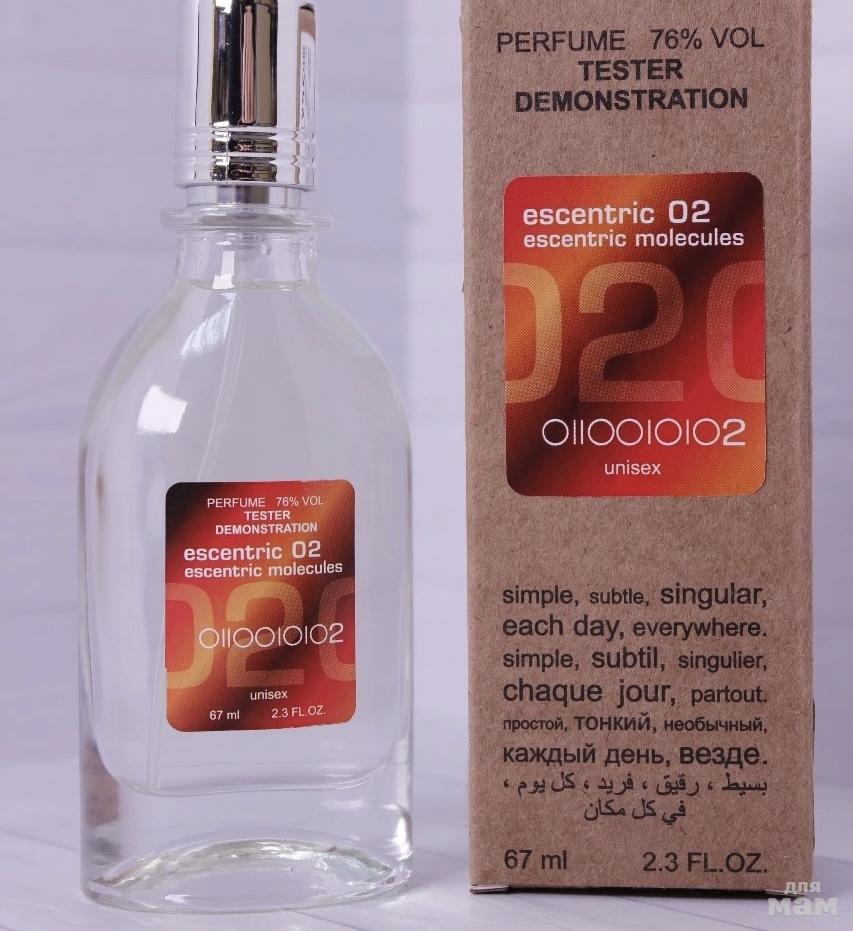 PERFUME 76% VOL
TESTER
DEMONSTRATION
escentric 02
escentric molecules
020
0110010102
unisex
67 ml 2.3 FL.OZ.
PERFUME 76% VOL
TESTER
DEMONSTRATION
escentric 02
escentric molecules
020
0110010102
unisex
simple, subtle, singular,
each day, everywhere.
simple, subtil, singulier,
chaque jour, partout.
простой, тонкий, необычный,
каждый день, везде.
بسيط ، رقيق ، فريد ، كل يوم ،
في كل مكان
67 ml 2.3 FL.OZ.
для
мам